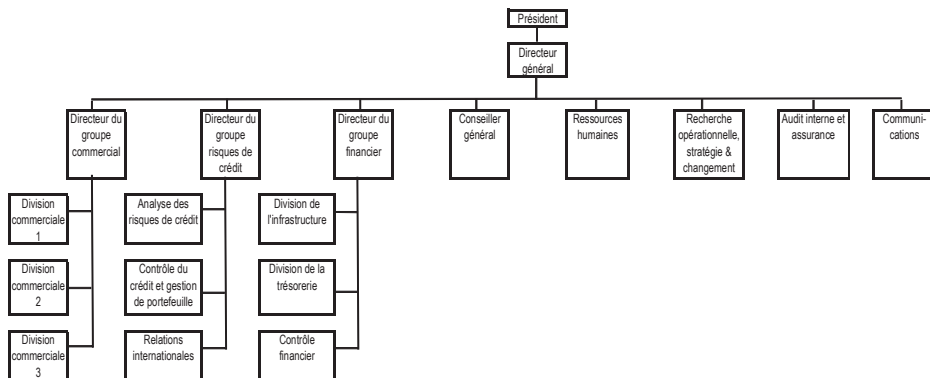 Président
Directeur
général
Directeur du
groupe
commercial
Directeur du
groupe
risques de
crédit
Directeur du
groupe
financier
Conseiller
général
Ressources
humaines
Recherche
opérationnelle,
stratégie &
changement
Audit interne et
assurance
Communi-
cations
Division
commerciale
1
Analyse des
risques de crédit
Division de
l'infrastructure
Division
commerciale
2
Contrôle du
crédit et gestion
de portefeuille
Division de la
trésorerie
Division
commerciale
3
Relations
internationales
Contrôle
financier